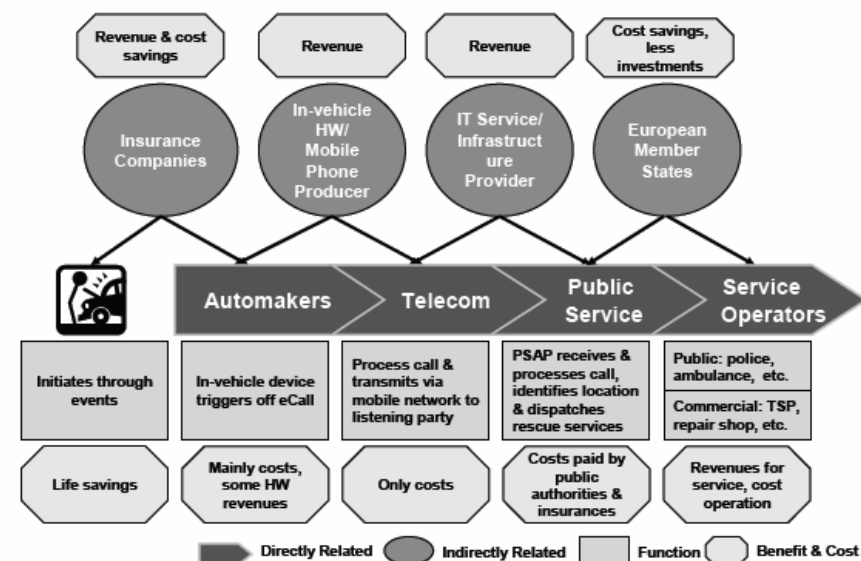 Revenue & cost
savings
Revenue
Revenue
Cost savings,
less
investments
Insurance
Companies
In-vehicle
HW/
Mobile
Phone
Producer
IT Service/
Infrastruct
ure
Provider
European
Member
States
Automakers
Telecom
Public
Service
Service
Operators
Initiates through
events
In-vehicle device
triggers off eCall
Process call &
transmits via
mobile network to
listening party
PSAP receives &
processes call,
identifies location
& dispatches
rescue services
Public: police,
ambulance, etc.
Commercial: TSP,
repair shop, etc.
Life savings
Mainly costs,
some HW
revenues
Only costs
Costs paid by
public
authorities &
insurances
Revenues for
service, cost
operation
Directly Related
Indirectly Related
Function
Benefit & Cost